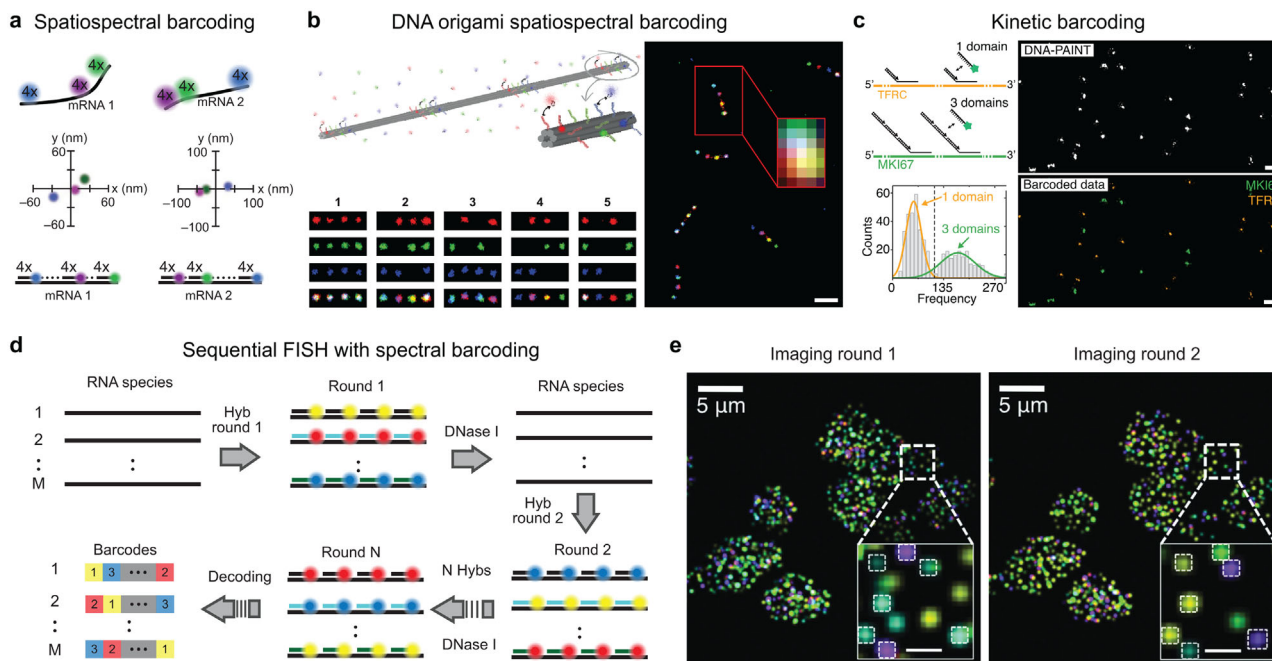 a Spatiospectral barcoding
4x
4x
4x
mRNA 1
4x
4x
4x
mRNA 2
y (nm)
60
x (nm)
−60
60
−60
y (nm)
100
x (nm)
−100
100
−100
4x
4x
4x
mRNA 1
4x
4x
4x
mRNA 2
b DNA origami spatiospectral barcoding
1 2 3 4 5
c Kinetic barcoding
1 domain
5’ 3’
TFRC
3 domains
5’ 3’
MKI67
60
40
20
Counts
1 domain
3 domains
0 135 270
Frequency
DNA-PAINT
Barcoded data
MKI6
TFR
d Sequential FISH with spectral barcoding
RNA species
1
2
M
Hyb
round 1
Round 1
DNase I
RNA species
Hyb
round 2
Round 2
N Hybs
DNase I
Round N
Decoding
Barcodes
1 1 3 ••• 2
2 2 1 ••• 3
M 3 2 ••• 1
e
Imaging round 1
5 µm
Imaging round 2
5 µm